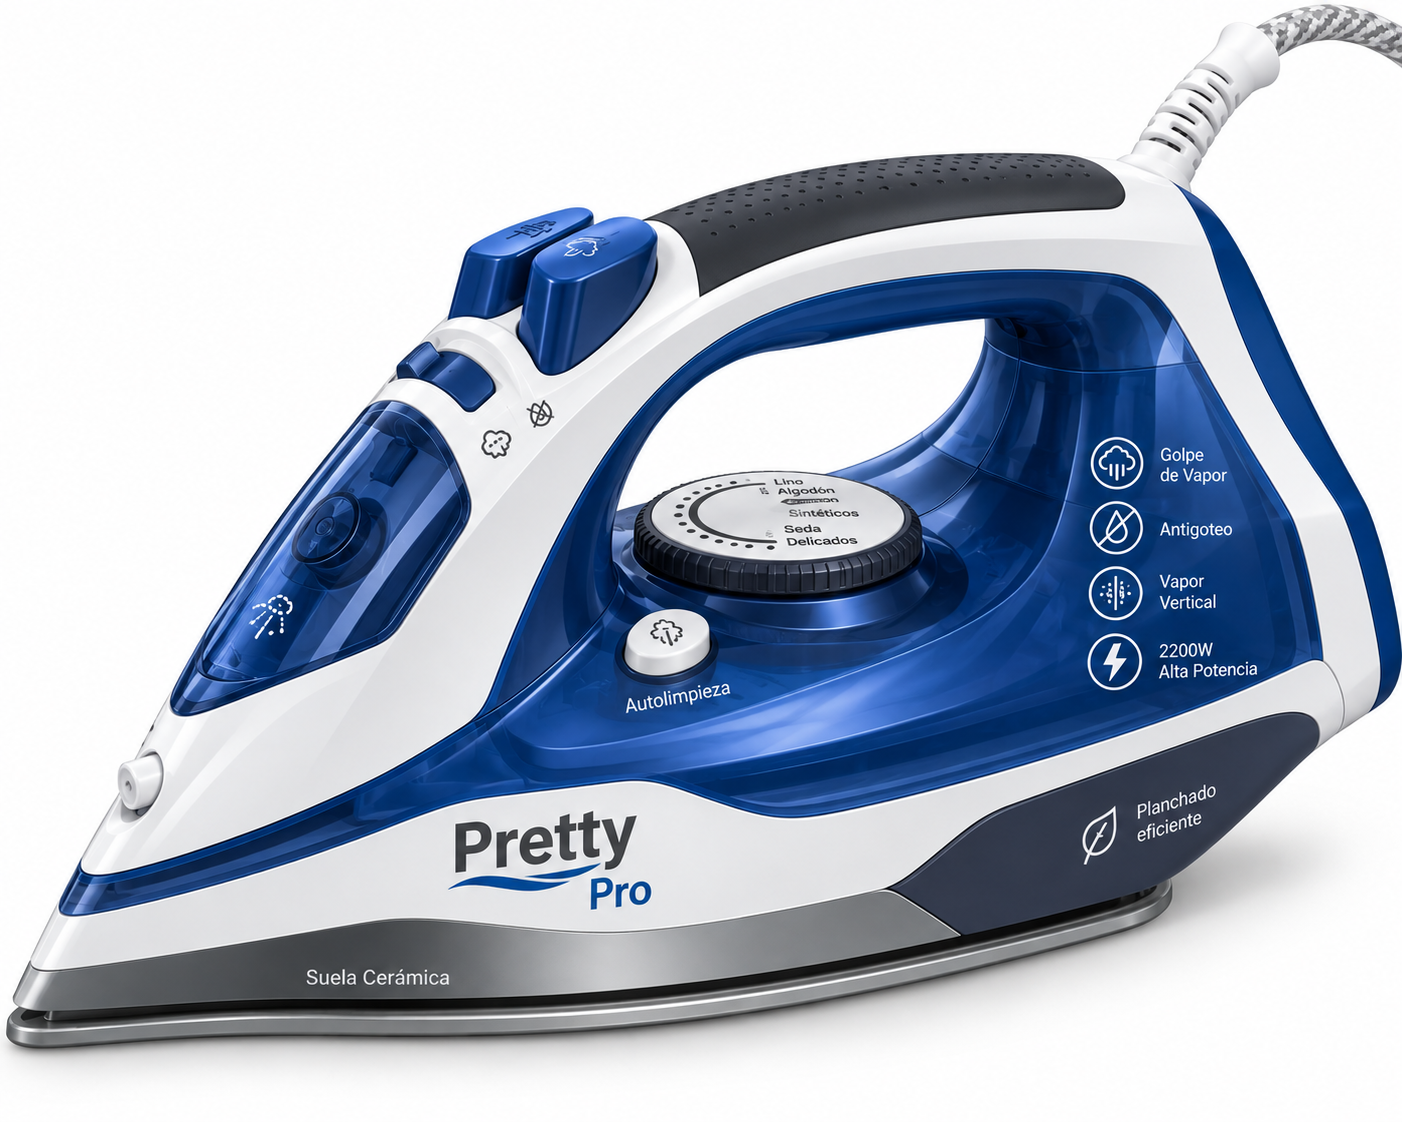 Lino
Algodón
Sintéticos
Seda
Delicados
Golpe
de Vapor
Antigoteo
Vapor
Vertical
2200W
Alta Potencia
Autolimpieza
Pretty
Pro
Planchado
eficiente
Suela Cerámica